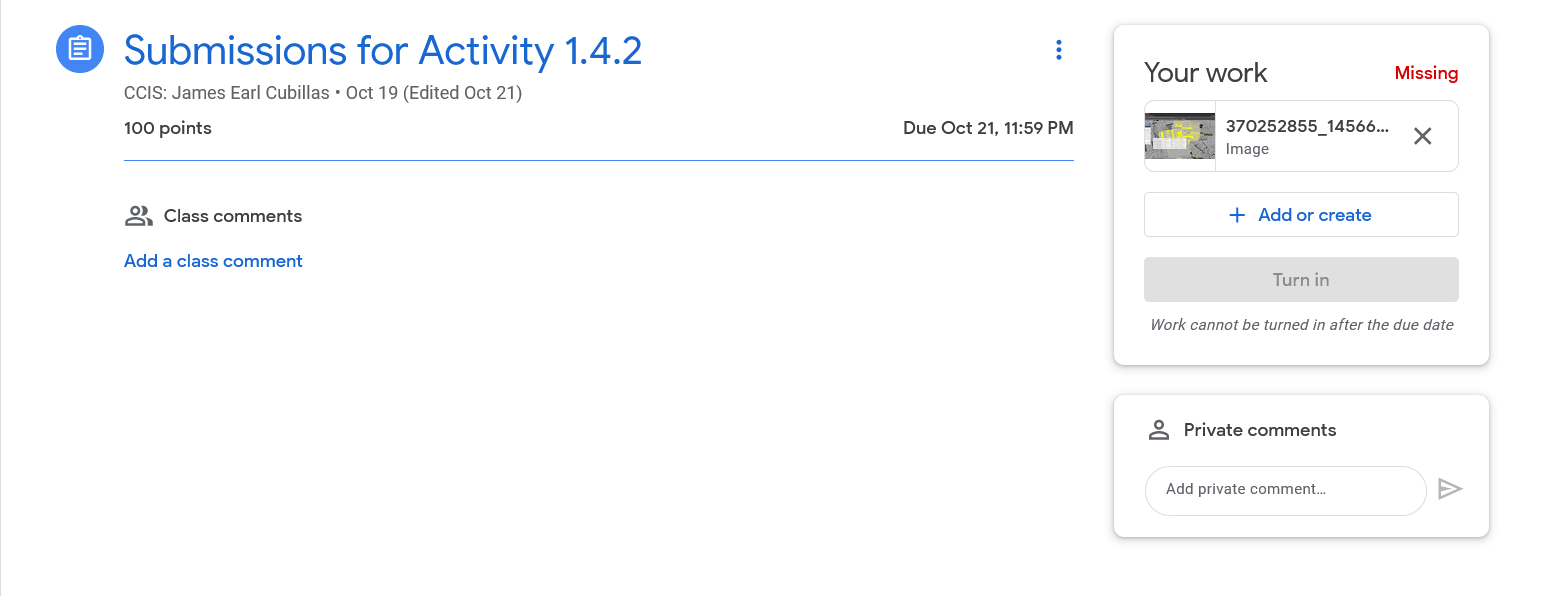 Submissions for Activity 1.4.2
CCIS: James Earl Cubillas • Oct 19 (Edited Oct 21)
100 points
Due Oct 21, 11:59 PM
Class comments
Add a class comment
Your work
Missing
370252855_14566...
Image
Add or create
Turn in
Work cannot be turned in after the due date
Private comments
Add private comment...